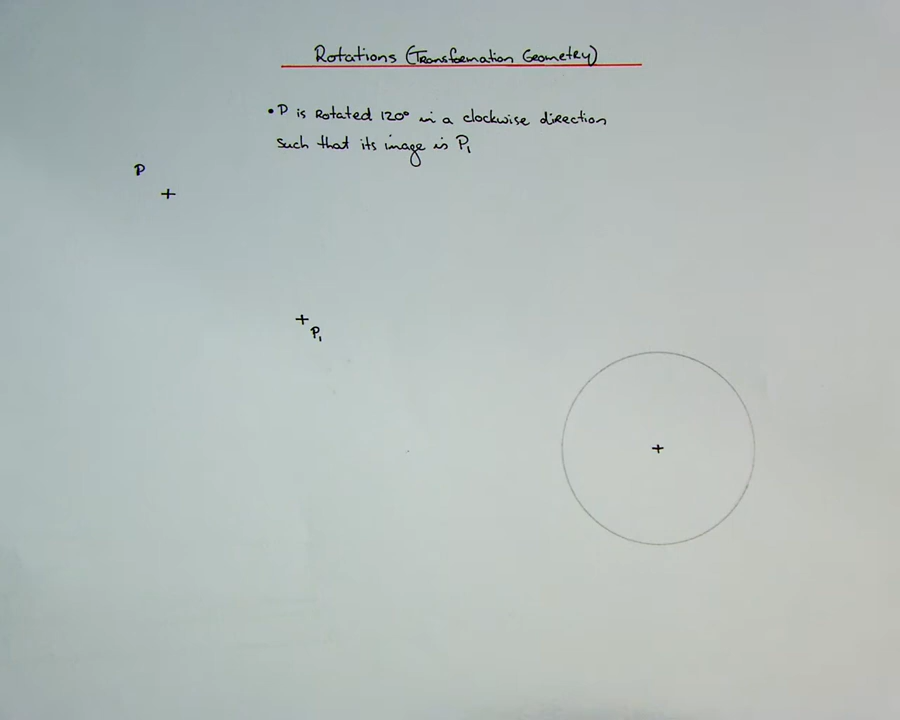 Rotations (Transformation Geometry)
• P is Rotated 120° in a clockwise direction
such that its image is P₁
P
P₁